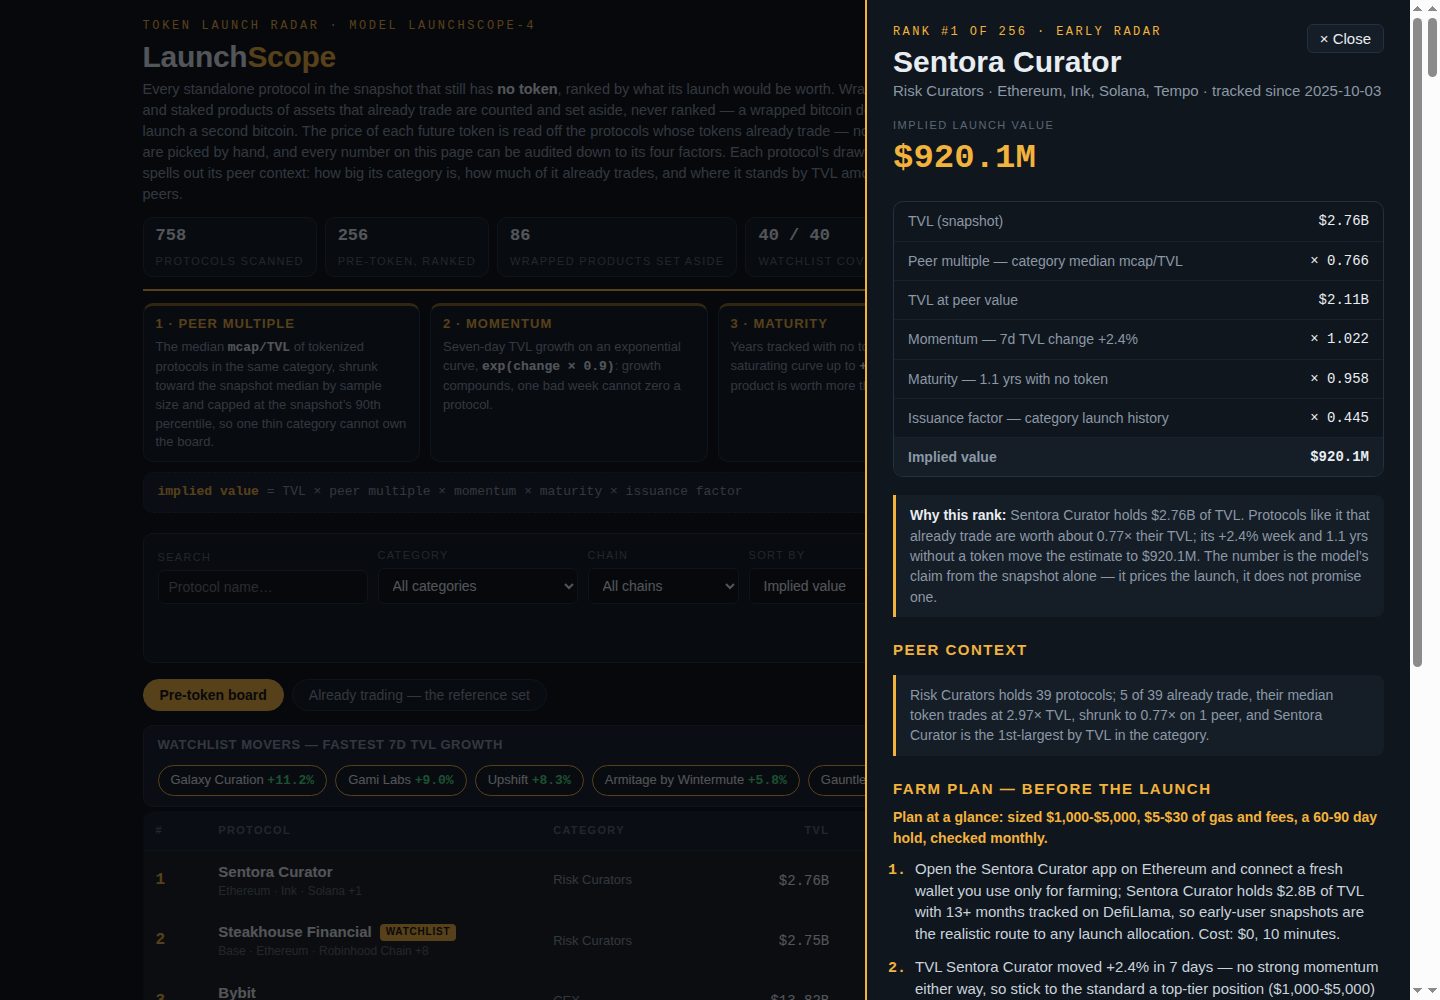 TOKEN LAUNCH RADAR · MODEL LAUNCHSCOPE-4
LaunchScope
Every standalone protocol in the snapshot that still has no token, ranked by what its launch would be worth. Wra
and staked products of assets that already trade are counted and set aside, never ranked — a wrapped bitcoin d
launch a second bitcoin. The price of each future token is read off the protocols whose tokens already trade — no
are picked by hand, and every number on this page can be audited down to its four factors. Each protocol's draw
spells out its peer context: how big its category is, how much of it already trades, and where it stands by TVL amo
peers.
758
PROTOCOLS SCANNED
256
PRE-TOKEN, RANKED
86
WRAPPED PRODUCTS SET ASIDE
40 / 40
WATCHLIST COV
1 · PEER MULTIPLE
The median mcap/TVL of tokenized
protocols in the same category, shrunk
toward the snapshot median by sample
size and capped at the snapshot's 90th
percentile, so one thin category cannot own
the board.
2 · MOMENTUM
Seven-day TVL growth on an exponential
curve, exp(change × 0.9): growth
compounds, one bad week cannot zero a
protocol.
3 · MATURITY
Years tracked with no to
saturating curve up to +
product is worth more th
implied value = TVL × peer multiple × momentum × maturity × issuance factor
SEARCH
Protocol name…
CATEGORY
All categories
CHAIN
All chains
SORT BY
Implied value
Pre-token board
Already trading — the reference set
WATCHLIST MOVERS — FASTEST 7D TVL GROWTH
Galaxy Curation +11.2%
Gami Labs +9.0%
Upshift +8.3%
Armitage by Wintermute +5.8%
Gauntle
# PROTOCOL CATEGORY TVL
1 Sentora Curator Risk Curators $2.76B
Ethereum · Ink · Solana +1
2 Steakhouse Financial WATCHLIST Risk Curators $2.75B
Base · Ethereum · Robinhood Chain +8
3 Bybit CEX $13.82B
RANK #1 OF 256 · EARLY RADAR
× Close
Sentora Curator
Risk Curators · Ethereum, Ink, Solana, Tempo · tracked since 2025-10-03
IMPLIED LAUNCH VALUE
$920.1M
TVL (snapshot) $2.76B
Peer multiple — category median mcap/TVL × 0.766
TVL at peer value $2.11B
Momentum — 7d TVL change +2.4% × 1.022
Maturity — 1.1 yrs with no token × 0.958
Issuance factor — category launch history × 0.445
Implied value $920.1M
Why this rank: Sentora Curator holds $2.76B of TVL. Protocols like it that
already trade are worth about 0.77× their TVL; its +2.4% week and 1.1 yrs
without a token move the estimate to $920.1M. The number is the model's
claim from the snapshot alone — it prices the launch, it does not promise
one.
PEER CONTEXT
Risk Curators holds 39 protocols; 5 of 39 already trade, their median
token trades at 2.97× TVL, shrunk to 0.77× on 1 peer, and Sentora
Curator is the 1st-largest by TVL in the category.
FARM PLAN — BEFORE THE LAUNCH
Plan at a glance: sized $1,000-$5,000, $5-$30 of gas and fees, a 60-90 day
hold, checked monthly.
1. Open the Sentora Curator app on Ethereum and connect a fresh
wallet you use only for farming; Sentora Curator holds $2.8B of TVL
with 13+ months tracked on DefiLlama, so early-user snapshots are
the realistic route to any launch allocation. Cost: $0, 10 minutes.
2. TVL Sentora Curator moved +2.4% in 7 days — no strong momentum
either way, so stick to the standard a top-tier position ($1,000-$5,000)